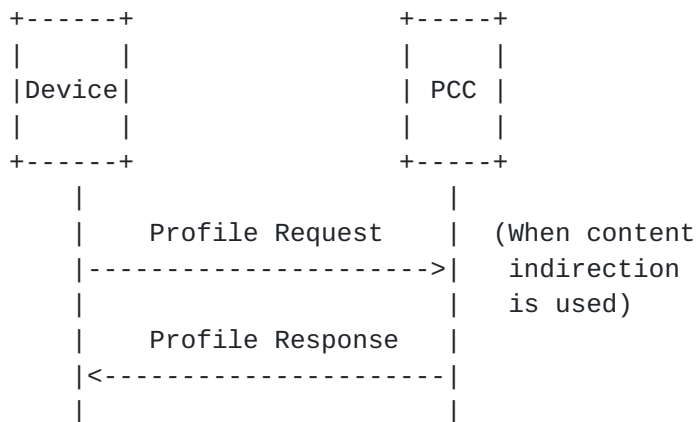 +------+ +-----+
| | | |
|Device| | PCC |
| | | |
+------+ +-----+
| |
| Profile Request | (When content
|---------------------->| indirection
| | is used)
| Profile Response |
|<----------------------|
| |